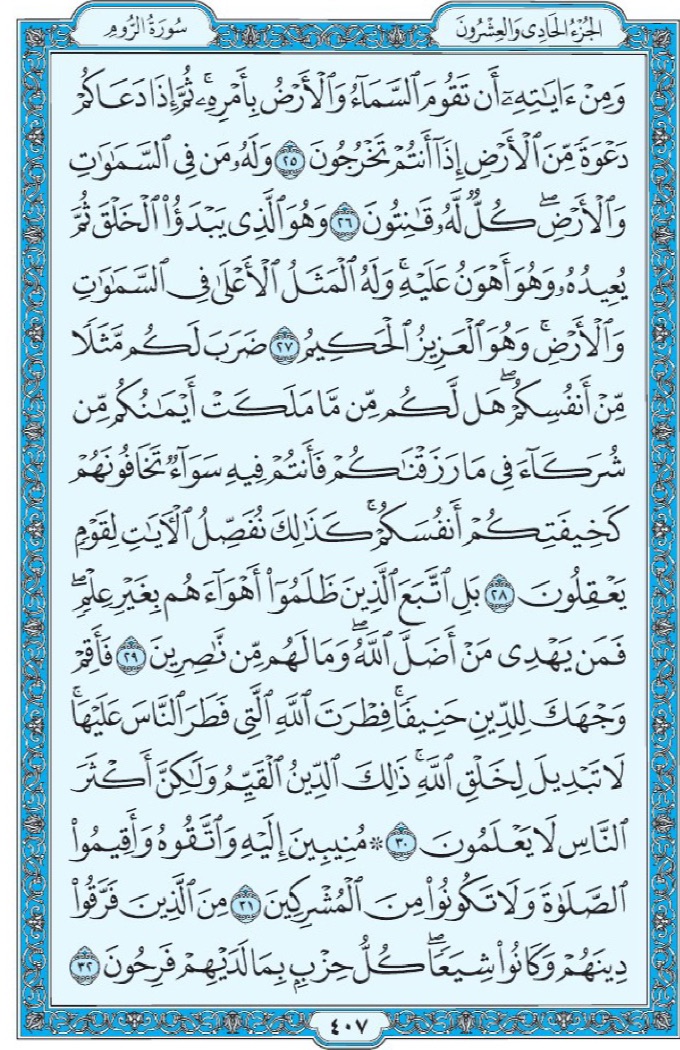 الجُزْءُ الحَادِى وَالعِشْرُونَ
سُورَةُ الرُّومِ
وَمِنْ ءَايَٰتِهِۦٓ أَن تَقُومَ ٱلسَّمَآءُ وَٱلْأَرْضُ بِأَمْرِهِۦ ۚ ثُمَّ إِذَا دَعَاكُمْ
دَعْوَةً مِّنَ ٱلْأَرْضِ إِذَآ أَنتُمْ تَخْرُجُونَ ٢٥ وَلَهُۥ مَن فِى ٱلسَّمَٰوَٰتِ
وَٱلْأَرْضِ ۖ كُلٌّ لَّهُۥ قَٰنِتُونَ ٢٦ وَهُوَ ٱلَّذِى يَبْدَؤُا۟ ٱلْخَلْقَ ثُمَّ
يُعِيدُهُۥ وَهُوَ أَهْوَنُ عَلَيْهِ ۚ وَلَهُ ٱلْمَثَلُ ٱلْأَعْلَىٰ فِى ٱلسَّمَٰوَٰتِ
وَٱلْأَرْضِ ۚ وَهُوَ ٱلْعَزِيزُ ٱلْحَكِيمُ ٢٧ ضَرَبَ لَكُم مَّثَلًا
مِّنْ أَنفُسِكُمْ ۖ هَل لَّكُم مِّن مَّا مَلَكَتْ أَيْمَٰنُكُم مِّن
شُرَكَآءَ فِى مَا رَزَقْنَٰكُمْ فَأَنتُمْ فِيهِ سَوَآءٌ تَخَافُونَهُمْ
كَخِيفَتِكُمْ أَنفُسَكُمْ ۚ كَذَٰلِكَ نُفَصِّلُ ٱلْءَايَٰتِ لِقَوْمٍ
يَعْقِلُونَ ٢٨ بَلِ ٱتَّبَعَ ٱلَّذِينَ ظَلَمُوٓا۟ أَهْوَآءَهُم بِغَيْرِ عِلْمٍ ۖ
فَمَن يَهْدِى مَنْ أَضَلَّ ٱللَّهُ ۖ وَمَا لَهُم مِّن نَّٰصِرِينَ ٢٩ فَأَقِمْ
وَجْهَكَ لِلدِّينِ حَنِيفًا ۚ فِطْرَتَ ٱللَّهِ ٱلَّتِى فَطَرَ ٱلنَّاسَ عَلَيْهَا ۚ
لَا تَبْدِيلَ لِخَلْقِ ٱللَّهِ ۚ ذَٰلِكَ ٱلدِّينُ ٱلْقَيِّمُ وَلَٰكِنَّ أَكْثَرَ
ٱلنَّاسِ لَا يَعْلَمُونَ ٣٠ ۞ مُنِيبِينَ إِلَيْهِ وَٱتَّقُوهُ وَأَقِيمُوا۟
ٱلصَّلَوٰةَ وَلَا تَكُونُوا۟ مِنَ ٱلْمُشْرِكِينَ ٣١ مِنَ ٱلَّذِينَ فَرَّقُوا۟
دِينَهُمْ وَكَانُوا۟ شِيَعًا ۖ كُلُّ حِزْبٍۭ بِمَا لَدَيْهِمْ فَرِحُونَ ٣٢
٤٠٧